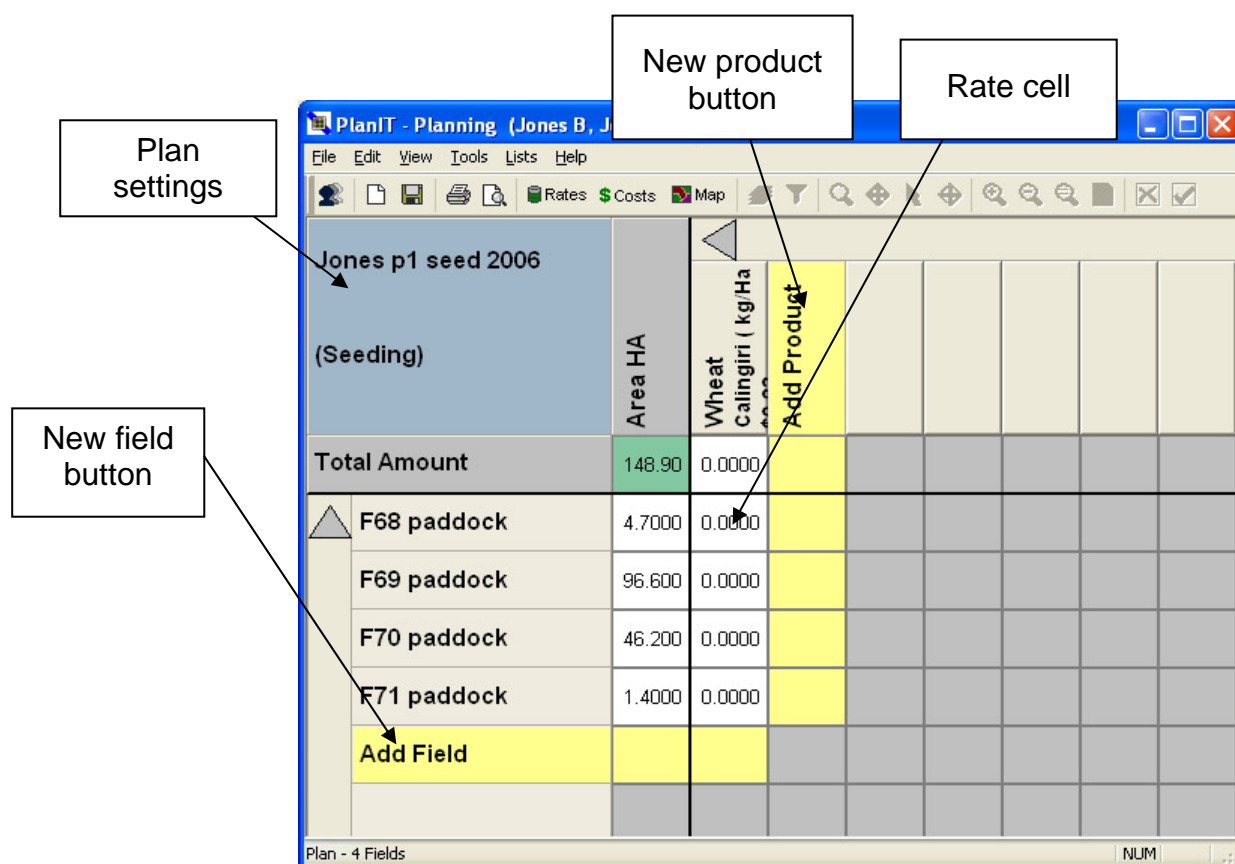 New product
button
Rate cell
Plan
settings
New field
button
PlanIT - Planning (Jones B, J
File Edit View Tools Lists Help
Rates $ Costs Map
Jones p1 seed 2006
(Seeding)
Area HA
Wheat
Calingiri ( kg/Ha
Add Product
Total Amount 148.90 0.0000
F68 paddock 4.7000 0.0000
F69 paddock 96.600 0.0000
F70 paddock 46.200 0.0000
F71 paddock 1.4000 0.0000
Add Field
Plan - 4 Fields NUM